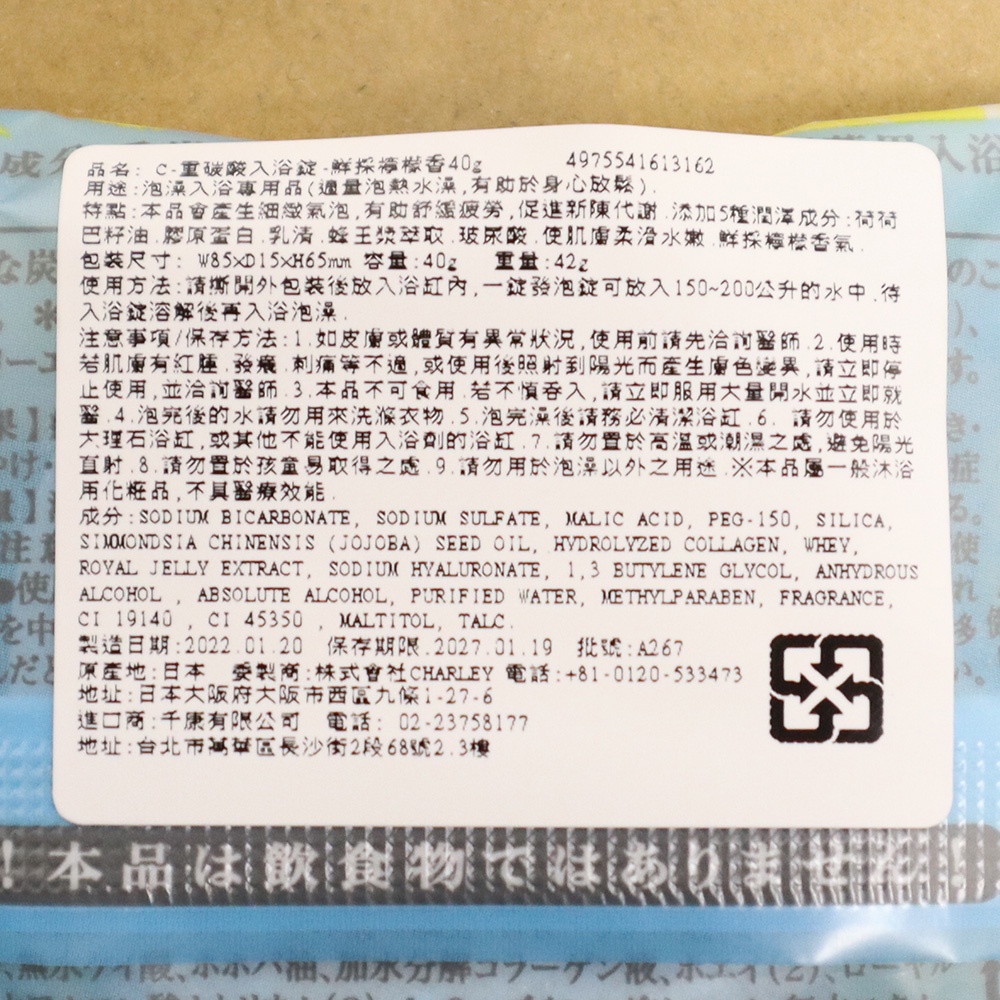 品名: C-重碳酸入浴錠-鮮採檸檬香40g 4975541613162
用途:泡澡入浴專用品(適量泡熱水澡,有助於身心放鬆).
特點:本品會產生細緻氣泡,有助舒緩疲勞,促進新陳代謝.添加5種潤澤成分:荷荷
巴籽油.膠原蛋白.乳清.蜂王漿萃取.玻尿酸.使肌膚柔滑水嫩.鮮採檸檬香氣.
包裝尺寸: W85×D15×H65mm 容量:40g 重量:42g
使用方法:請撕開外包裝後放入浴缸內,一錠發泡錠可放入150~200公升的水中.待
入浴錠溶解後再入浴泡澡.
注意事項/保存方法:1.如皮膚或體質有異常狀況,使用前請先洽詢醫師.2.使用時
若肌膚有紅腫.發癢.刺痛等不適,或使用後照射到陽光而產生膚色變異,請立即停
止使用,並洽詢醫師.3.本品不可食用.若不慎吞入,請立即服用大量開水並立即就
醫.4.泡完後的水請勿用來洗滌衣物.5.泡完澡後請務必清潔浴缸.6. 請勿使用於
大理石浴缸,或其他不能使用入浴劑的浴缸.7.請勿置於高溫或潮濕之處,避免陽光
直射.8.請勿置於孩童易取得之處.9.請勿用於泡澡以外之用途.※本品屬一般沐浴
用化粧品,不具醫療效能.
成分:SODIUM BICARBONATE, SODIUM SULFATE, MALIC ACID, PEG-150, SILICA,
SIMMONDSIA CHINENSIS (JOJOBA) SEED OIL, HYDROLYZED COLLAGEN, WHEY,
ROYAL JELLY EXTRACT, SODIUM HYALURONATE, 1,3 BUTYLENE GLYCOL, ANHYDROUS
ALCOHOL , ABSOLUTE ALCOHOL, PURIFIED WATER, METHYLPARABEN, FRAGRANCE,
CI 19140 , CI 45350 , MALTITOL, TALC.
製造日期:2022.01.20 保存期限.2027.01.19 批號:A267
原產地:日本 委製商:株式會社CHARLEY 電話:+81-0120-533473
地址:日本大阪府大阪市西區九條1-27-6
進口商:千康有限公司 電話: 02-23758177
地址:台北市萬華區長沙街2段68號2.3樓
!本品は飲食物ではありません!